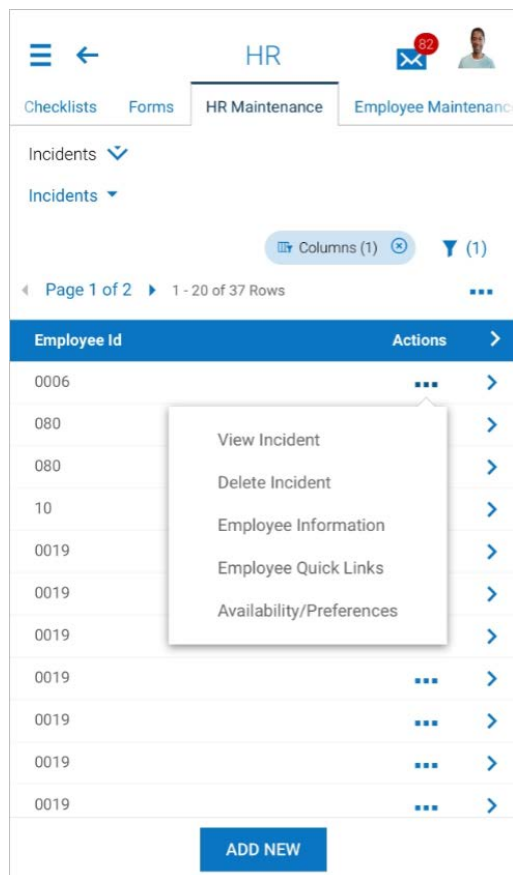 HR
82
Checklists Forms HR Maintenance Employee Maintenanc
Incidents
Incidents
Columns (1) (1)
Page 1 of 2 1 - 20 of 37 Rows
Employee Id Actions
0006
080
View Incident
080
Delete Incident
10
Employee Information
0019
Employee Quick Links
0019
Availability/Preferences
0019
0019
0019
0019
0019
ADD NEW